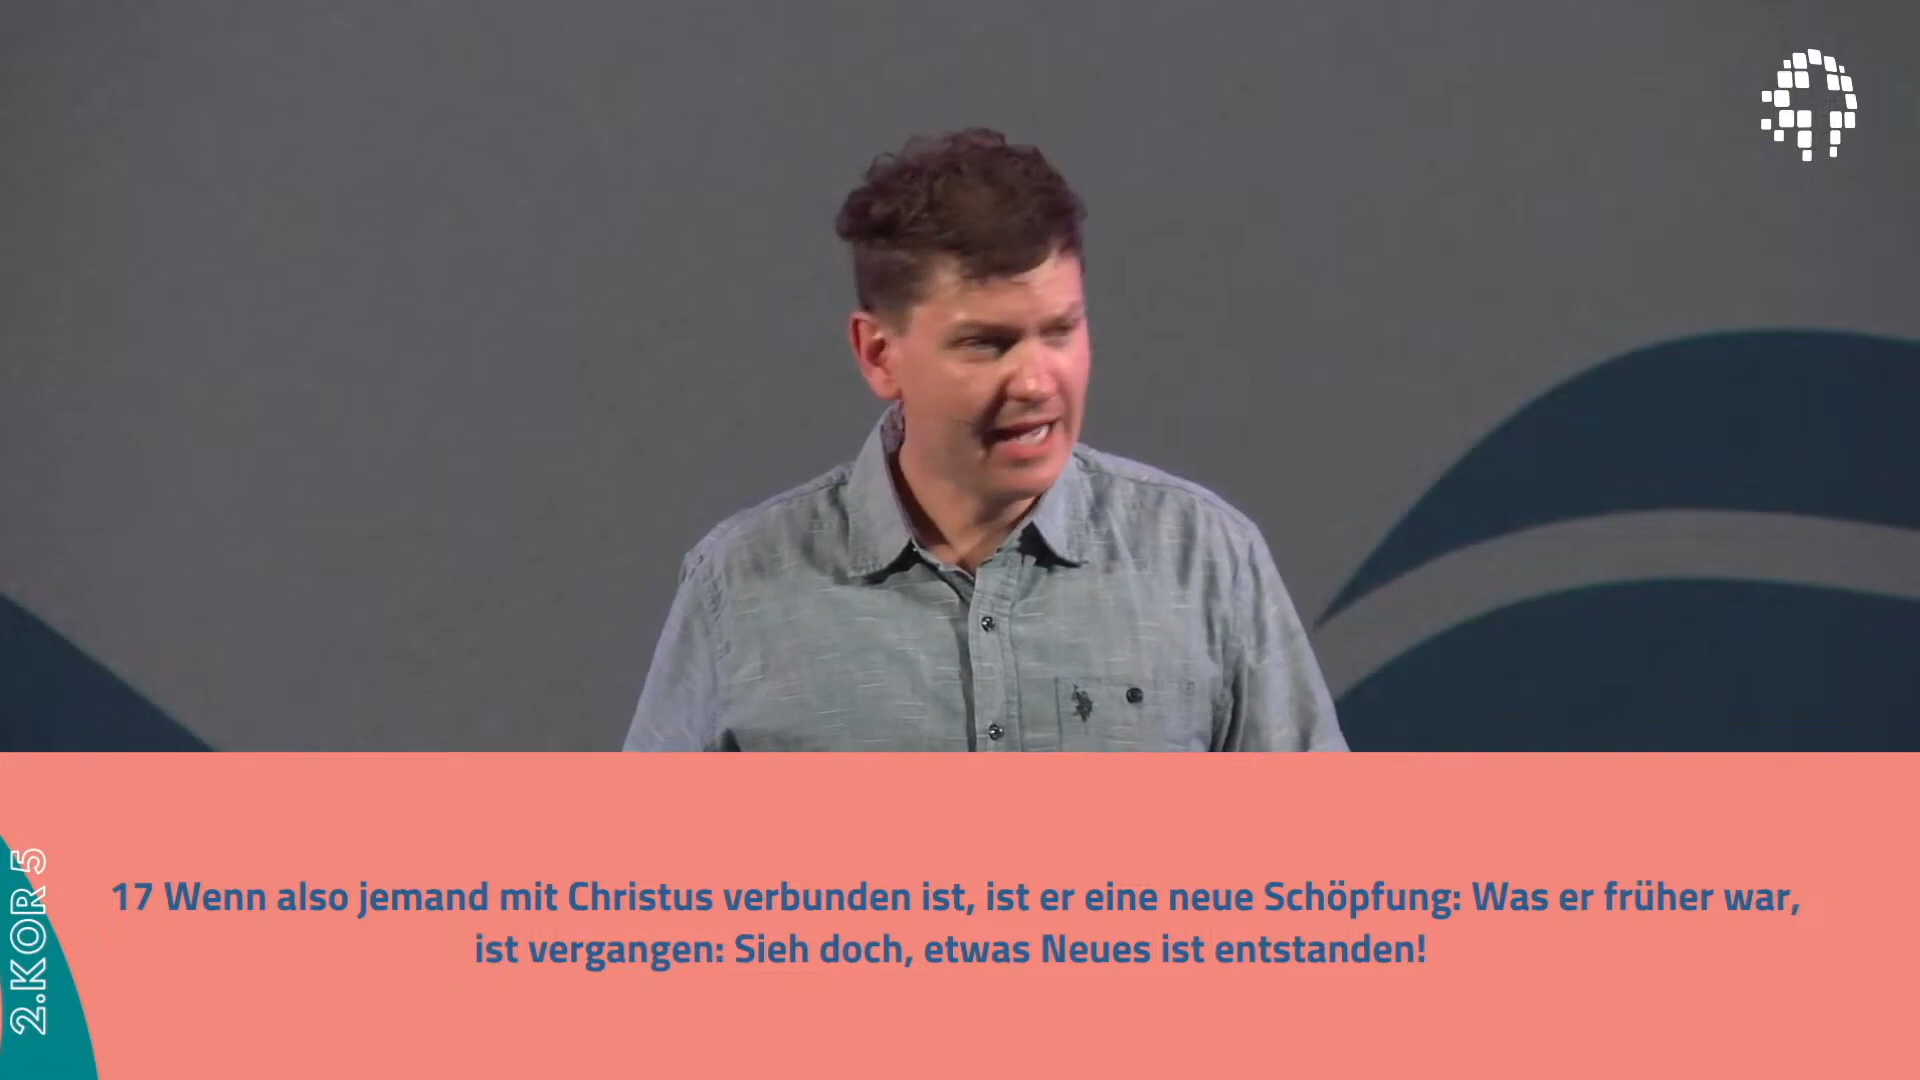 2.KOR 5
17 Wenn also jemand mit Christus verbunden ist, ist er eine neue Schöpfung: Was er früher war,
ist vergangen: Sieh doch, etwas Neues ist entstanden!